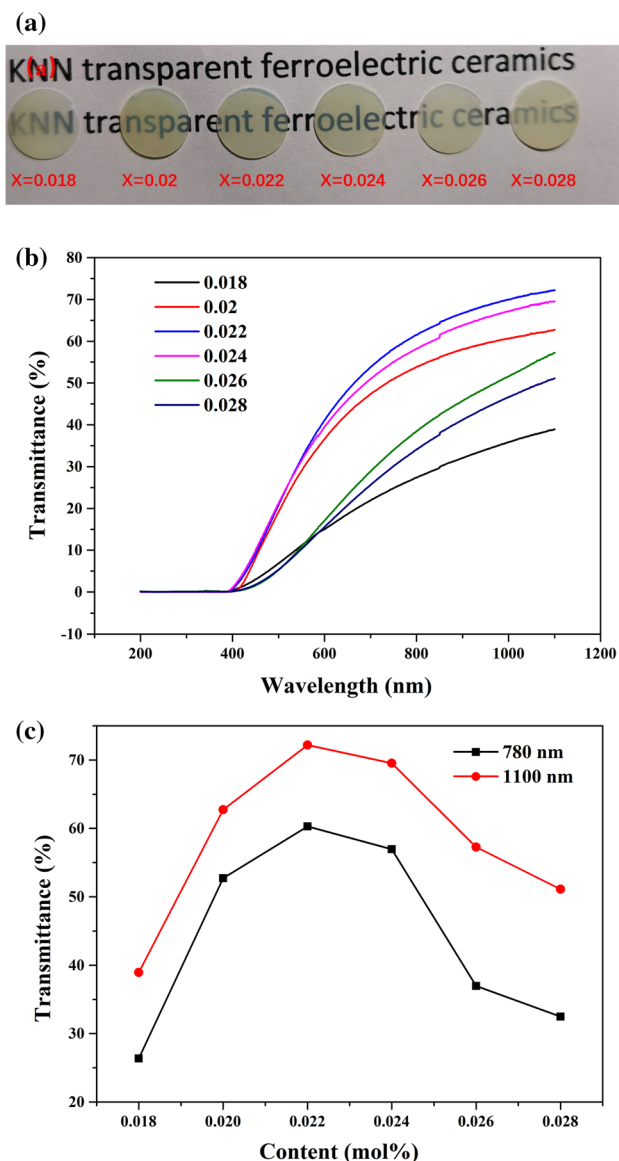 (a)
(a)
KNN transparent ferroelectric ceramics
KNN transparent ferroelectric ceramics
X=0.018 X=0.02 X=0.022 X=0.024 X=0.026 X=0.028
(b)
80
70
60
50
40
30
20
10
0
-10
Transmittance (%)
0.018
0.02
0.022
0.024
0.026
0.028
200 400 600 800 1000 1200
Wavelength (nm)
(c)
70
60
50
40
30
20
Transmittance (%)
780 nm
1100 nm
0.018 0.020 0.022 0.024 0.026 0.028
Content (mol%)